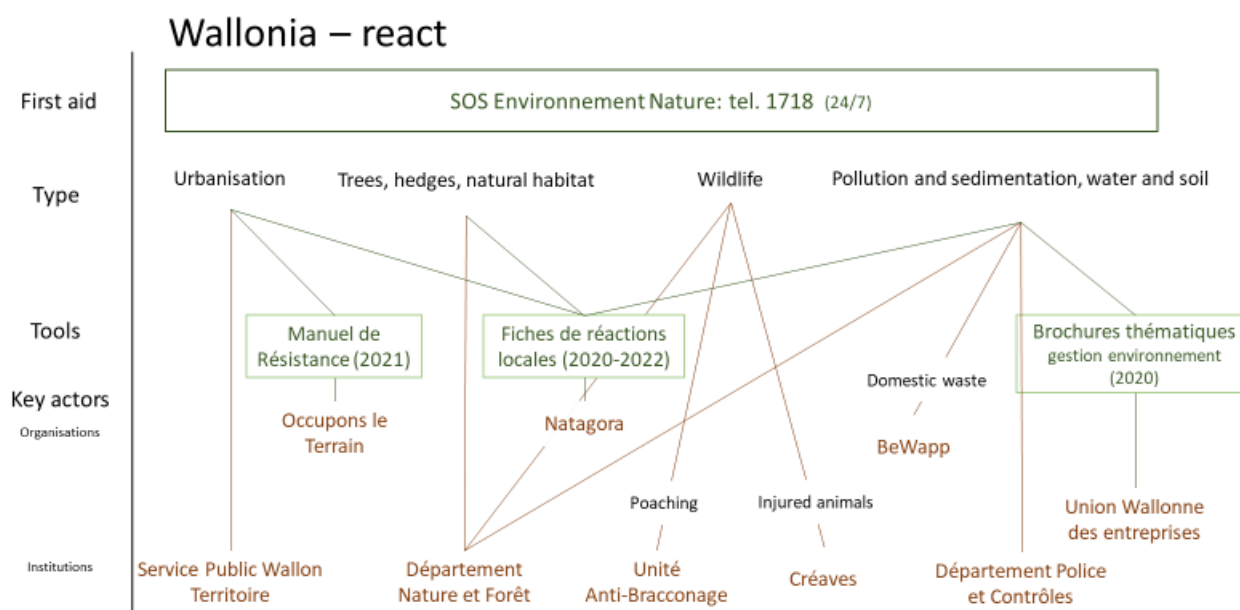 Wallonia – react
First aid
SOS Environnement Nature: tel. 1718 (24/7)
Type
Urbanisation
Trees, hedges, natural habitat
Wildlife
Pollution and sedimentation, water and soil
Tools
Manuel de
Résistance (2021)
Fiches de réactions
locales (2020-2022)
Brochures thématiques
gestion environnement
(2020)
Domestic waste
Key actors
Organisations
Occupons le
Terrain
Natagora
BeWapp
Poaching
Injured animals
Union Wallonne
des entreprises
Institutions
Service Public Wallon
Territoire
Département
Nature et Forêt
Unité
Anti-Bracconage
Créaves
Département Police
et Contrôles